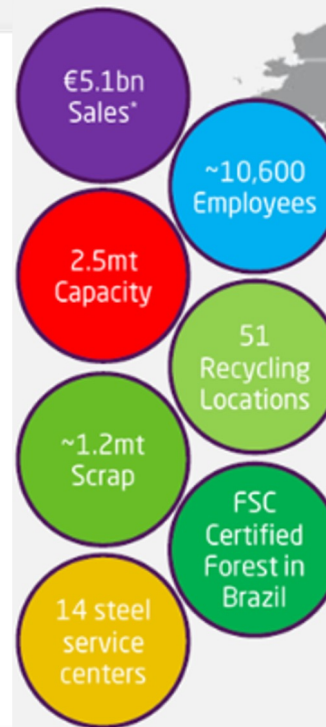 €5.1bn
Sales*
~10,600
Employees
2.5mt
Capacity
51
Recycling
Locations
~1.2mt
Scrap
FSC
Certified
Forest in
Brazil
14 steel
service
centers